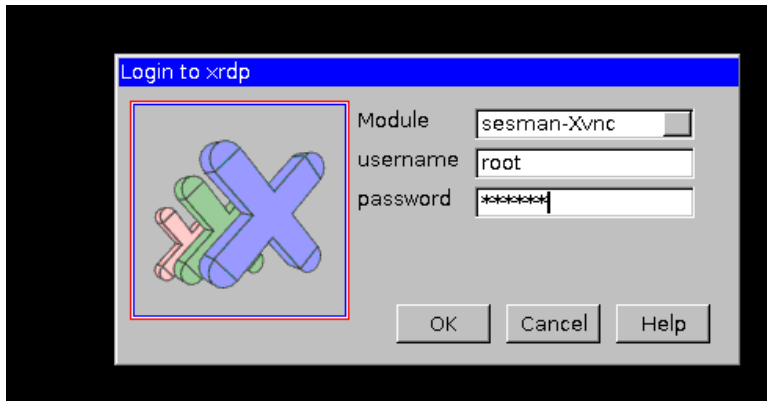 Login to xrdp
Module sesman-Xvnc
username root
password ******
OK Cancel Help